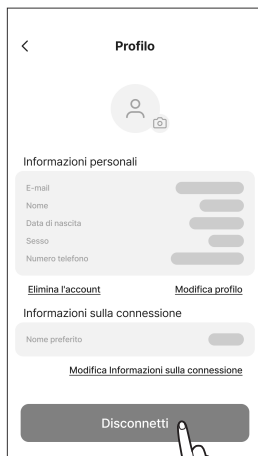 Profilo
Informazioni personali
E-mail
Nome
Data di nascita
Sesso
Numero telefono
Elimina l'account Modifica profilo
Informazioni sulla connessione
Nome preferito
Modifica Informazioni sulla connessione
Disconnetti